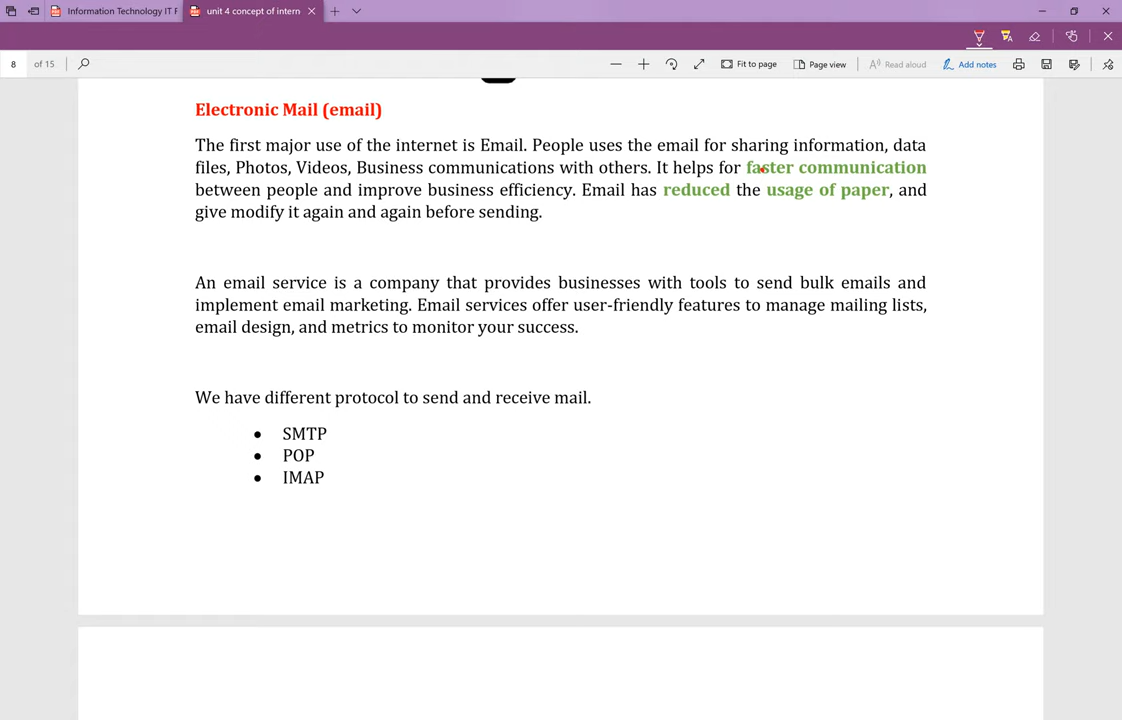 Information Technology IT F
unit 4 concept of intern
8 of 15
Fit to page
Page view
Read aloud
Add notes
Electronic Mail (email)
The first major use of the internet is Email. People uses the email for sharing information, data
files, Photos, Videos, Business communications with others. It helps for faster communication
between people and improve business efficiency. Email has reduced the usage of paper, and
give modify it again and again before sending.
An email service is a company that provides businesses with tools to send bulk emails and
implement email marketing. Email services offer user-friendly features to manage mailing lists,
email design, and metrics to monitor your success.
We have different protocol to send and receive mail.
• SMTP
• POP
• IMAP